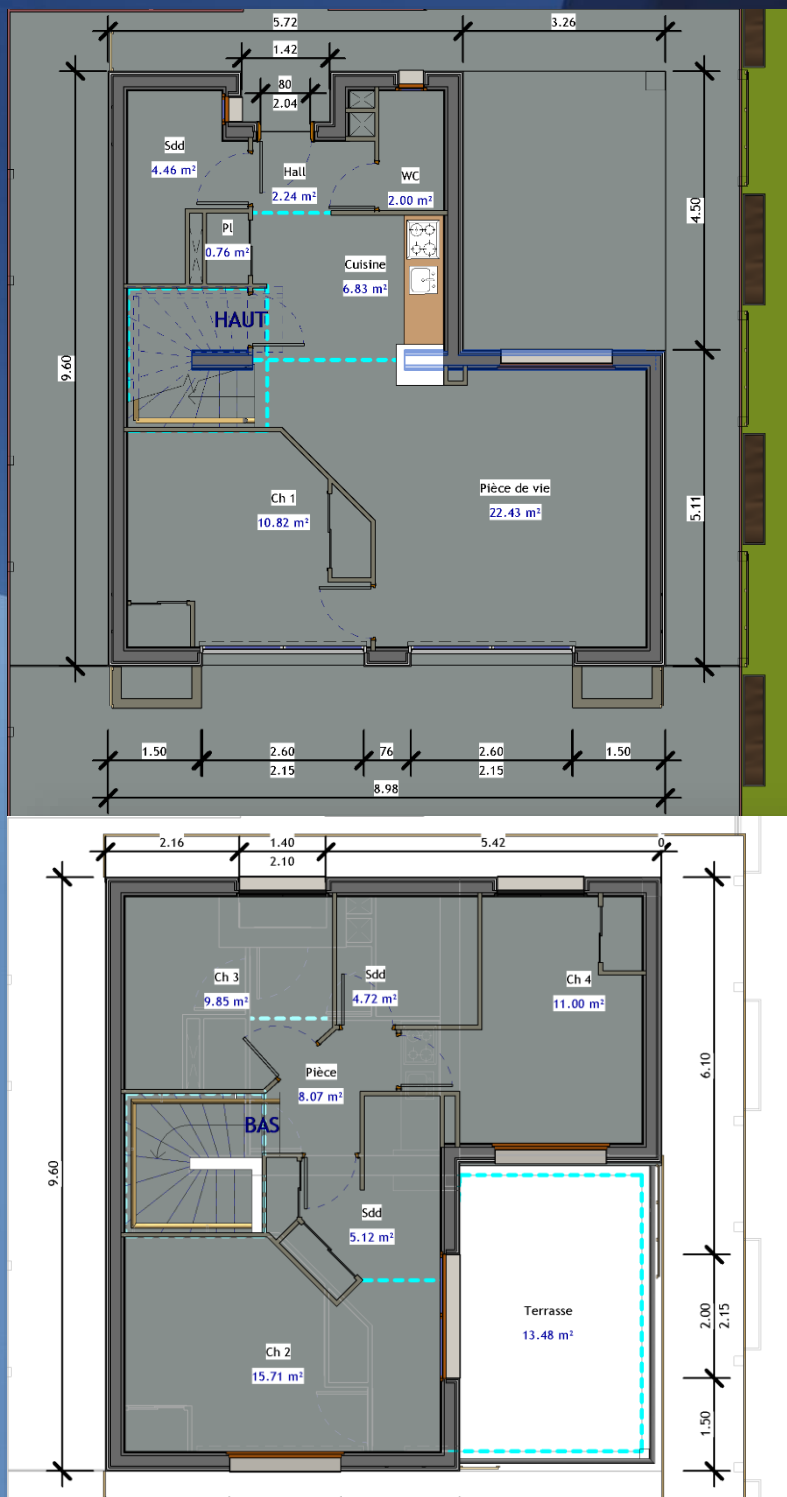 5.72
3.26
1.42
80
2.04
Sdd
4.46 m²
Hall
2.24 m²
WC
2.00 m²
4.50
Pl
0.76 m²
Cuisine
6.83 m²
HAUT
9.60
Pièce de vie
22.43 m²
Ch 1
10.82 m²
5.11
1.50
2.60
76
2.60
1.50
2.15
2.15
8.98
2.16
1.40
5.42
0
2.10
Ch 3
9.85 m²
Sdd
4.72 m²
Ch 4
11.00 m²
6.10
Pièce
8.07 m²
BAS
9.60
Sdd
5.12 m²
Terrasse
13.48 m²
2.00
2.15
Ch 2
15.71 m²
1.50